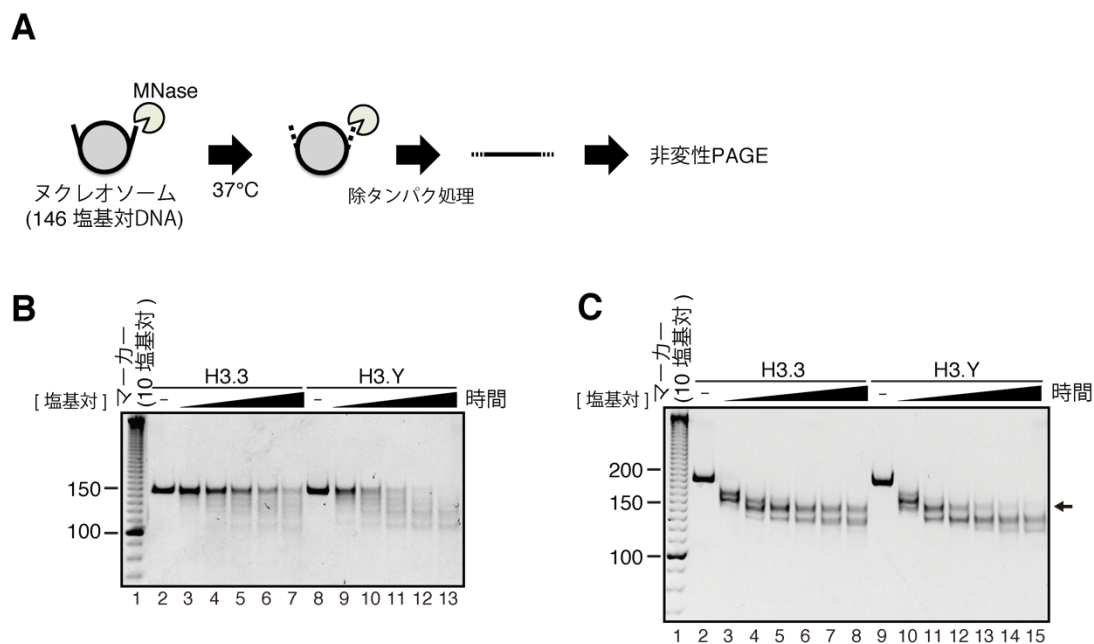 A
MNase
37°C
除タンパク処理
非変性PAGE
ヌクレオソーム
(146 塩基対DNA)
B
マーカー
(10 塩基対)
H3.3
H3.Y
[塩基対]
–
–
時間
150
100
1 2 3 4 5 6 7 8 9 10 11 12 13
C
マーカー
(10 塩基対)
H3.3
H3.Y
[塩基対]
–
–
時間
200
150
100
1 2 3 4 5 6 7 8 9 10 11 12 13 14 15